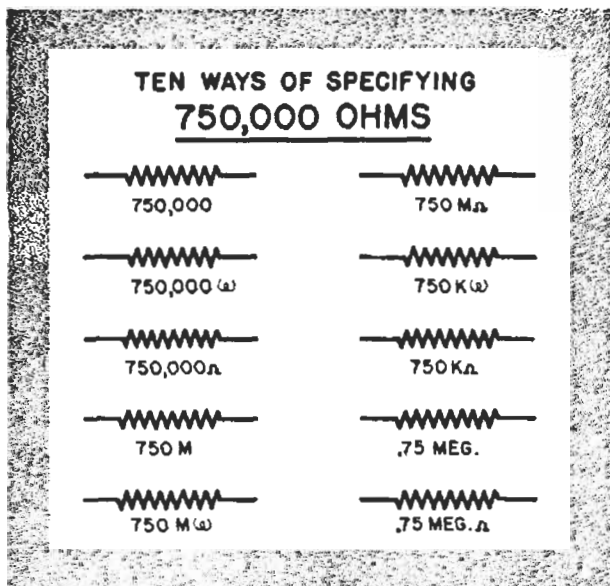 TEN WAYS OF SPECIFYING
750,000 OHMS
750,000
750 MΩ
750,000 ω
750 K ω
750,000Ω
750 KΩ
750 M
.75 MEG.
750 M ω
.75 MEG. Ω